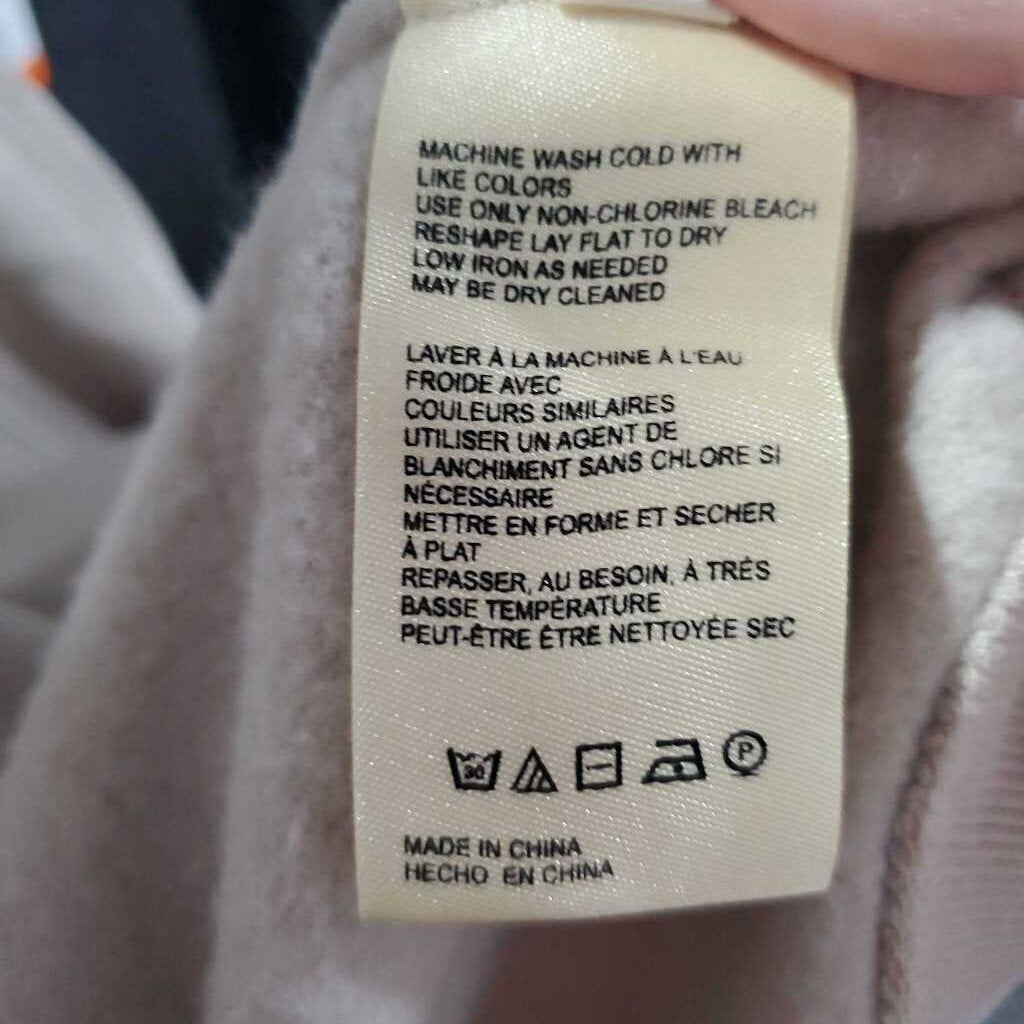 MACHINE WASH COLD WITH
LIKE COLORS
USE ONLY NON-CHLORINE BLEACH
RESHAPE LAY FLAT TO DRY
LOW IRON AS NEEDED
MAY BE DRY CLEANED
LAVER À LA MACHINE À L'EAU
FROIDE AVEC
COULEURS SIMILAIRES
UTILISER UN AGENT DE
BLANCHIMENT SANS CHLORE SI
NÉCESSAIRE
METTRE EN FORME ET SECHER
À PLAT
REPASSER, AU BESOIN, À TRÉS
BASSE TEMPÉRATURE
PEUT-ÊTRE ÊTRE NETTOYÉE SEC
30 P
MADE IN CHINA
HECHO EN CHINA